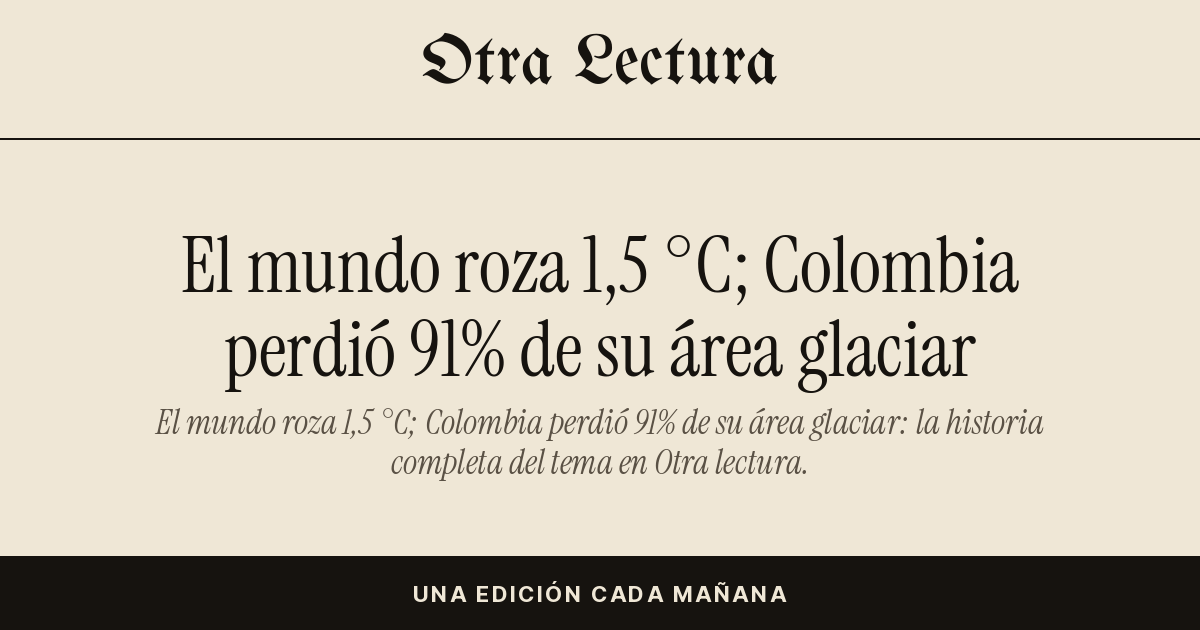 Otra Lectura
El mundo roza 1,5 °C; Colombia
perdió 91% de su área glaciar
El mundo roza 1,5 °C; Colombia perdió 91% de su área glaciar: la historia
completa del tema en Otra lectura.
UNA EDICIÓN CADA MAÑANA